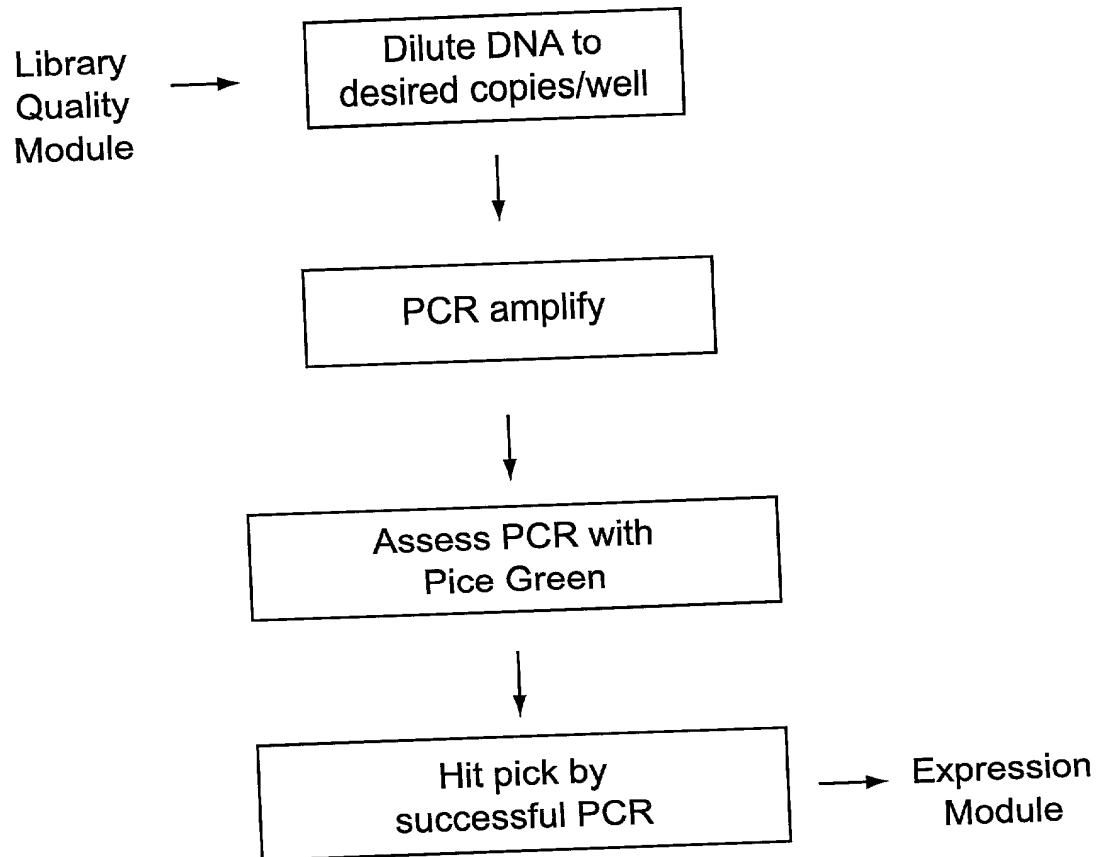 Library
Quality
Module
Dilute DNA to
desired copies/well
PCR amplify
Assess PCR with
Pice Green
Hit pick by
successful PCR
Expression
Module